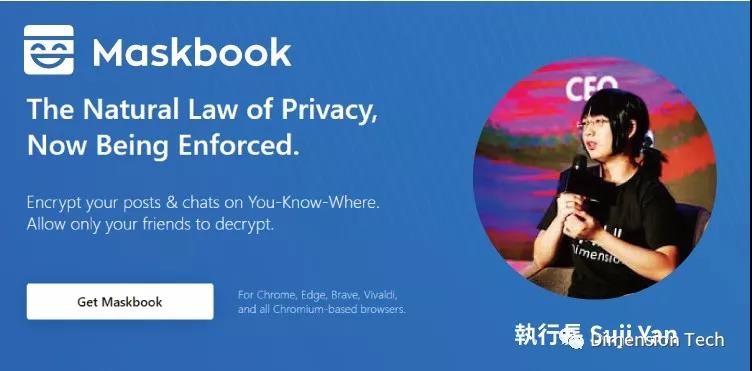 Maskbook
The Natural Law of Privacy,
Now Being Enforced.
Encrypt your posts & chats on You-Know-Where.
Allow only your friends to decrypt.
Get Maskbook
For Chrome, Edge, Brave, Vivaldi,
and all Chromium-based browsers.
CEO
Dimension
執行長 Suji Yan
Dimension Tech